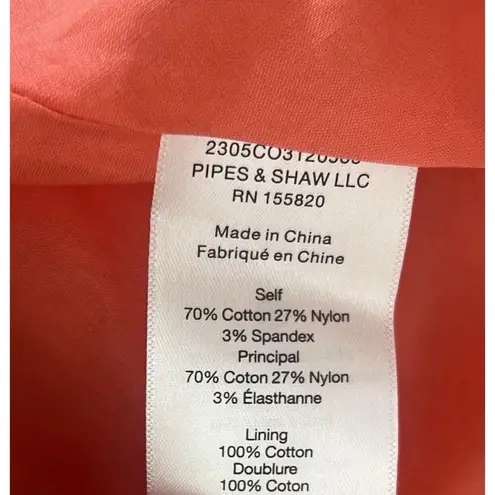 PIPES & SHAW LLC
RN 155820
Made in China
Fabriqué en Chine
Self
70% Cotton 27% Nylon
3% Spandex
Principal
70% Coton 27% Nylon
3% Élasthanne
Lining
100% Cotton
Doublure
100% Coton